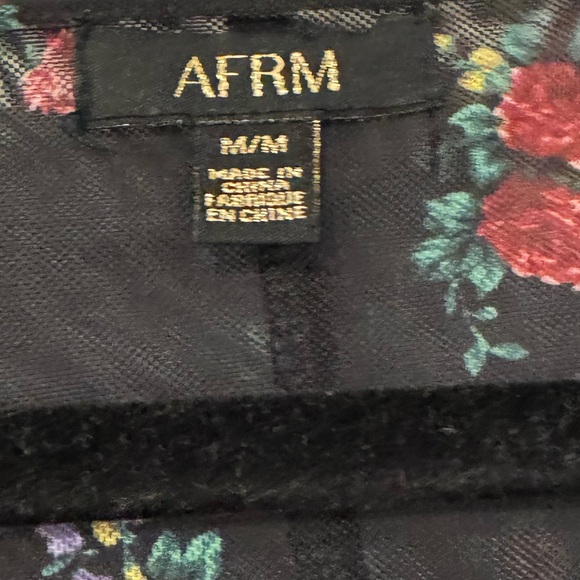 AFRM
M/M
MADE IN
CHINA
FABRIQUE
EN CHINE